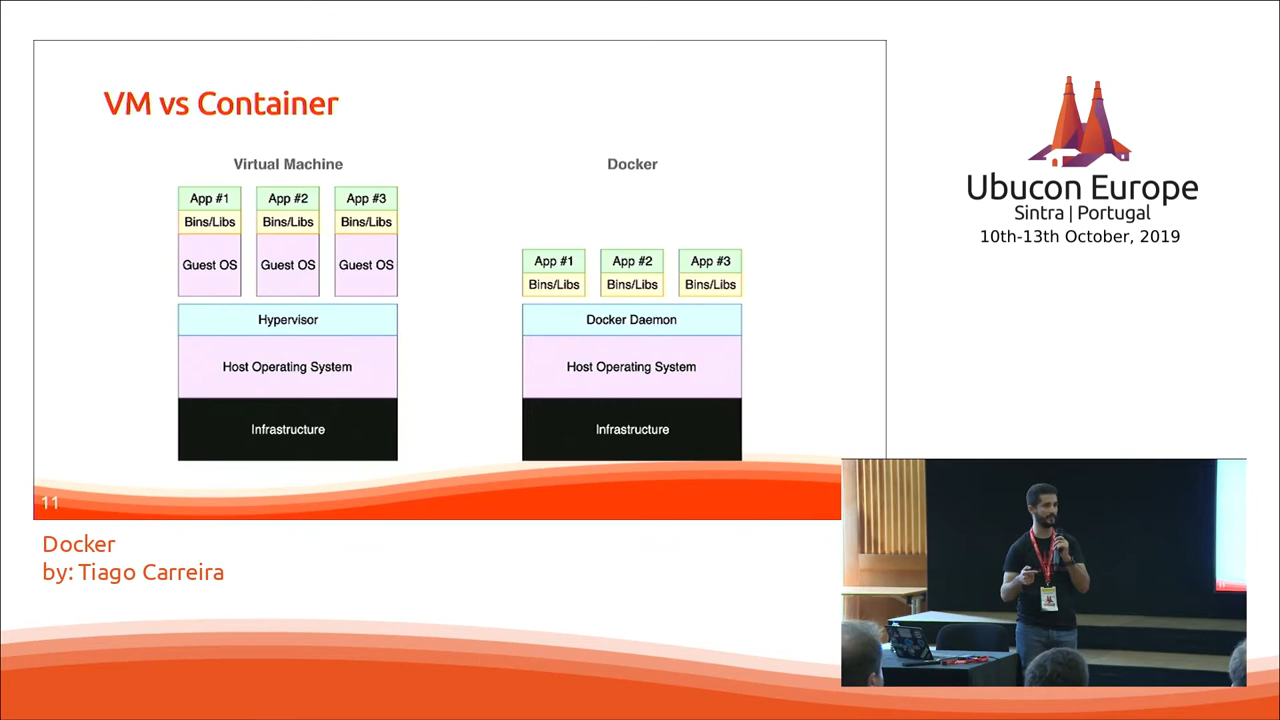 VM vs Container
Virtual Machine
App #1 App #2 App #3
Bins/Libs Bins/Libs Bins/Libs
Guest OS Guest OS Guest OS
Hypervisor
Host Operating System
Infrastructure
Docker
App #1 App #2 App #3
Bins/Libs Bins/Libs Bins/Libs
Docker Daemon
Host Operating System
Infrastructure
11
Docker
by: Tiago Carreira
Ubucon Europe
Sintra | Portugal
10th-13th October, 2019